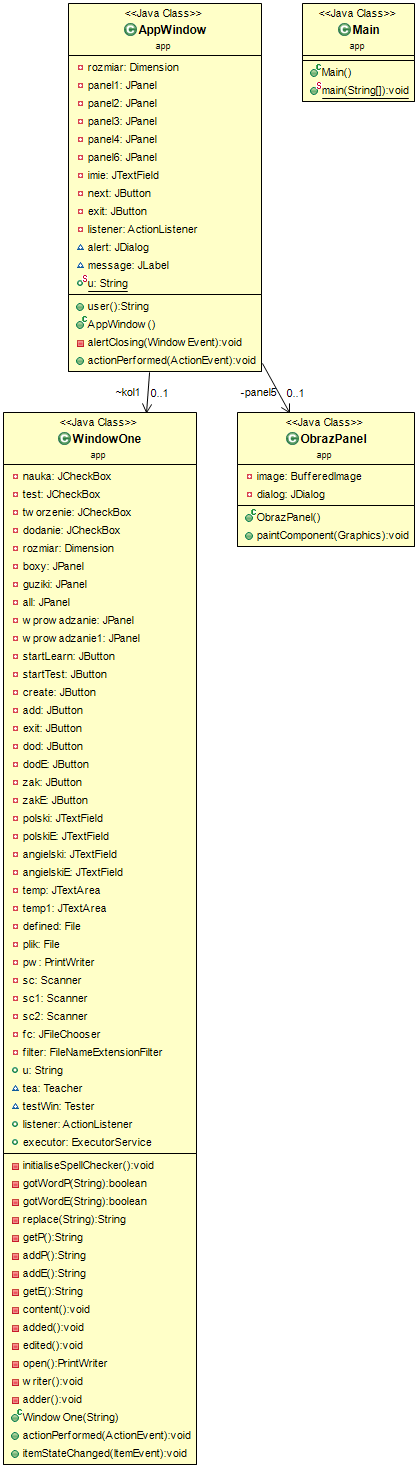 <<Java Class>>
AppWindow
app
rozmiar: Dimension
panel1: JPanel
panel2: JPanel
panel3: JPanel
panel4: JPanel
panel6: JPanel
imie: JTextField
next: JButton
exit: JButton
listener: ActionListener
alert: JDialog
message: JLabel
u: String
user():String
AppWindow()
alertClosing(WindowEvent):void
actionPerformed(ActionEvent):void
<<Java Class>>
Main
app
Main()
main(String[]):void
~kol1 0..1
-panel5 0..1
<<Java Class>>
WindowOne
app
nauka: JCheckBox
test: JCheckBox
tworzenie: JCheckBox
dodanie: JCheckBox
rozmiar: Dimension
boxy: JPanel
guziki: JPanel
all: JPanel
wprowadzanie: JPanel
wprowadzanie1: JPanel
startLearn: JButton
startTest: JButton
create: JButton
add: JButton
exit: JButton
dod: JButton
dodE: JButton
zak: JButton
zakE: JButton
polski: JTextField
polskiE: JTextField
angielski: JTextField
angielskiE: JTextField
temp: JTextArea
temp1: JTextArea
defined: File
plik: File
pw: PrintWriter
sc: Scanner
sc1: Scanner
sc2: Scanner
fc: JFileChooser
filter: FileNameExtensionFilter
u: String
tea: Teacher
testWin: Tester
listener: ActionListener
executor: ExecutorService
initialiseSpellChecker():void
gotWordP(String):boolean
gotWordE(String):boolean
replace(String):String
getP():String
addP():String
addE():String
getE():String
content():void
added():void
edited():void
open():PrintWriter
writer():void
adder():void
WindowOne(String)
actionPerformed(ActionEvent):void
itemStateChanged(ItemEvent):void
<<Java Class>>
ObrazPanel
app
image: BufferedImage
dialog: JDialog
ObrazPanel()
paintComponent(Graphics):void